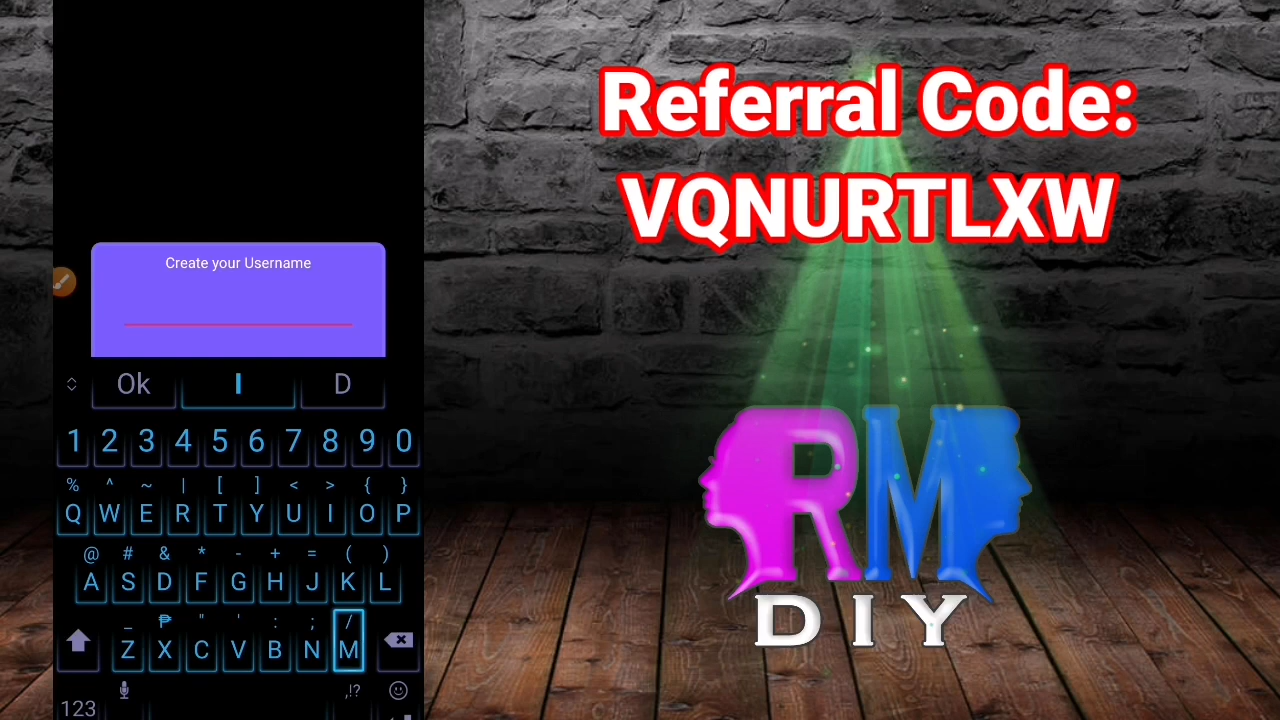 Create your Username
Ok I D
1 2 3 4 5 6 7 8 9 0
% ^ ~ | [ ] < > { }
Q W E R T Y U I O P
@ # & * - + = ( )
A S D F G H J K L
_ ₱ " ' : ; /
Z X C V B N M
,!?
123
Referral Code:
VQNURTLXW
RM
DIY